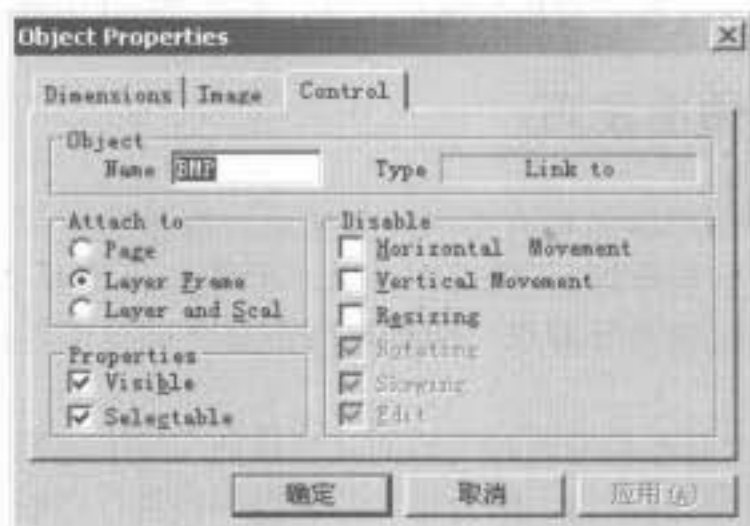 Object Properties
Dimensions Image Control
Object
Name BMP Type Link to
Attach to
Page
Layer Frame
Layer and Scal
Properties
Visible
Selectable
Disable
Horizontal Movement
Vertical Movement
Resizing
Rotating
Skewing
Edit
确定 取消 应用(A)